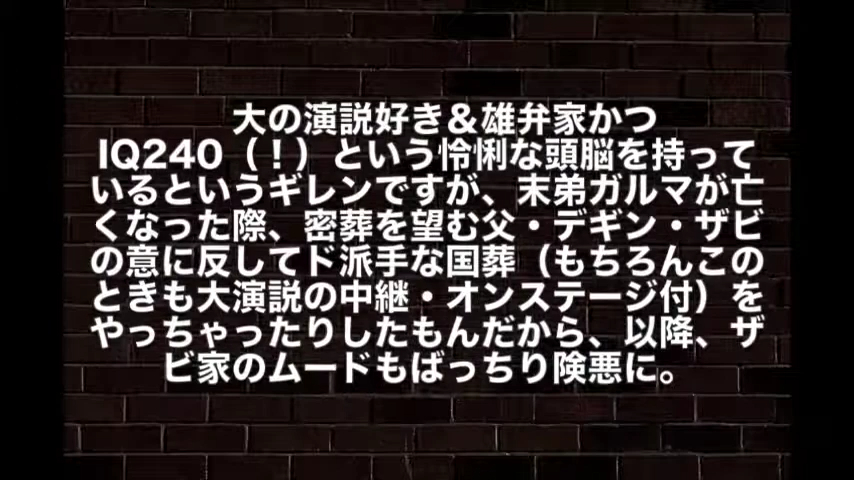 大の演説好き＆雄弁家かつ
IQ240（！）という怜悧な頭脳を持って
いるというギレンですが、末弟ガルマが亡
くなった際、密葬を望む父・デギン・ザビ
の意に反してド派手な国葬（もちろんこの
ときも大演説の中継・オンステージ付）を
やっちゃったりしたもんだから、以降、ザ
ビ家のムードもばっちり険悪に。